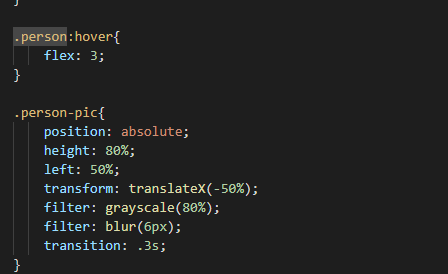 }
.person:hover{
flex: 3;
}
.person-pic{
position: absolute;
height: 80%;
left: 50%;
transform: translateX(-50%);
filter: grayscale(80%);
filter: blur(6px);
transition: .3s;
}